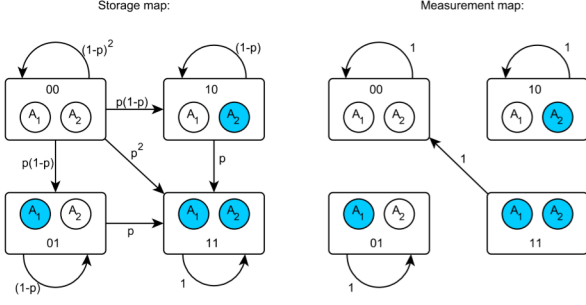 Storage map:
Measurement map:
(1-p)²
(1-p)
1
1
00
10
00
10
A₁ A₂
p(1-p)
A₁ A₂
A₁ A₂
A₁ A₂
p(1-p)
p²
p
1
A₁ A₂
p
A₁ A₂
A₁ A₂
A₁ A₂
01
11
01
11
(1-p)
1
1